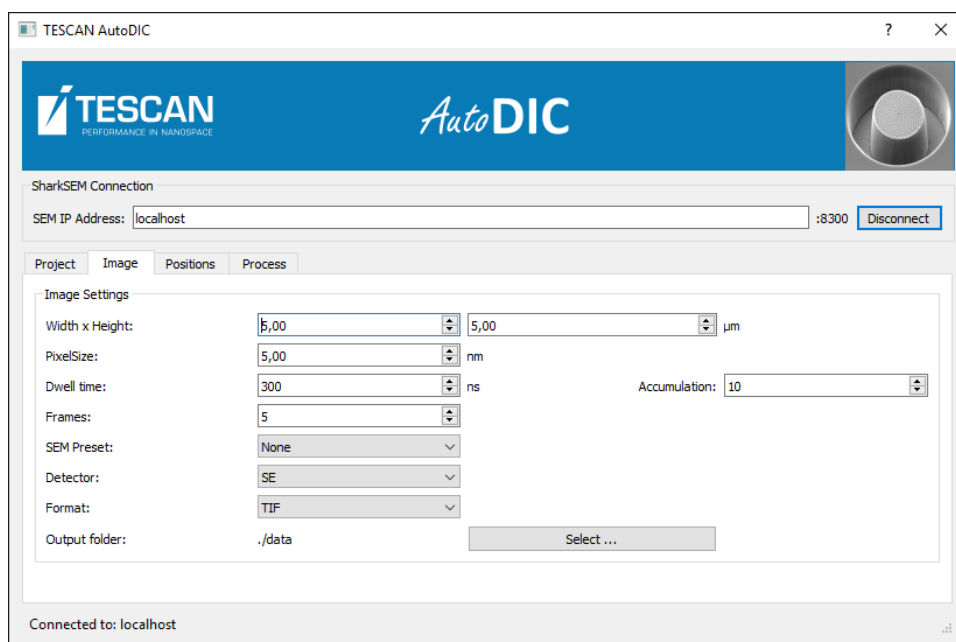 TESCAN AutoDIC ?
TESCAN AutoDIC
PERFORMANCE IN NANOSPACE
SharkSEM Connection
SEM IP Address: localhost :8300 Disconnect
Project Image Positions Process
Image Settings
Width x Height: 5,00 5,00 µm
PixelSize: 5,00 nm
Dwell time: 300 ns Accumulation: 10
Frames: 5
SEM Preset: None
Detector: SE
Format: TIF
Output folder: ./data Select ...
Connected to: localhost